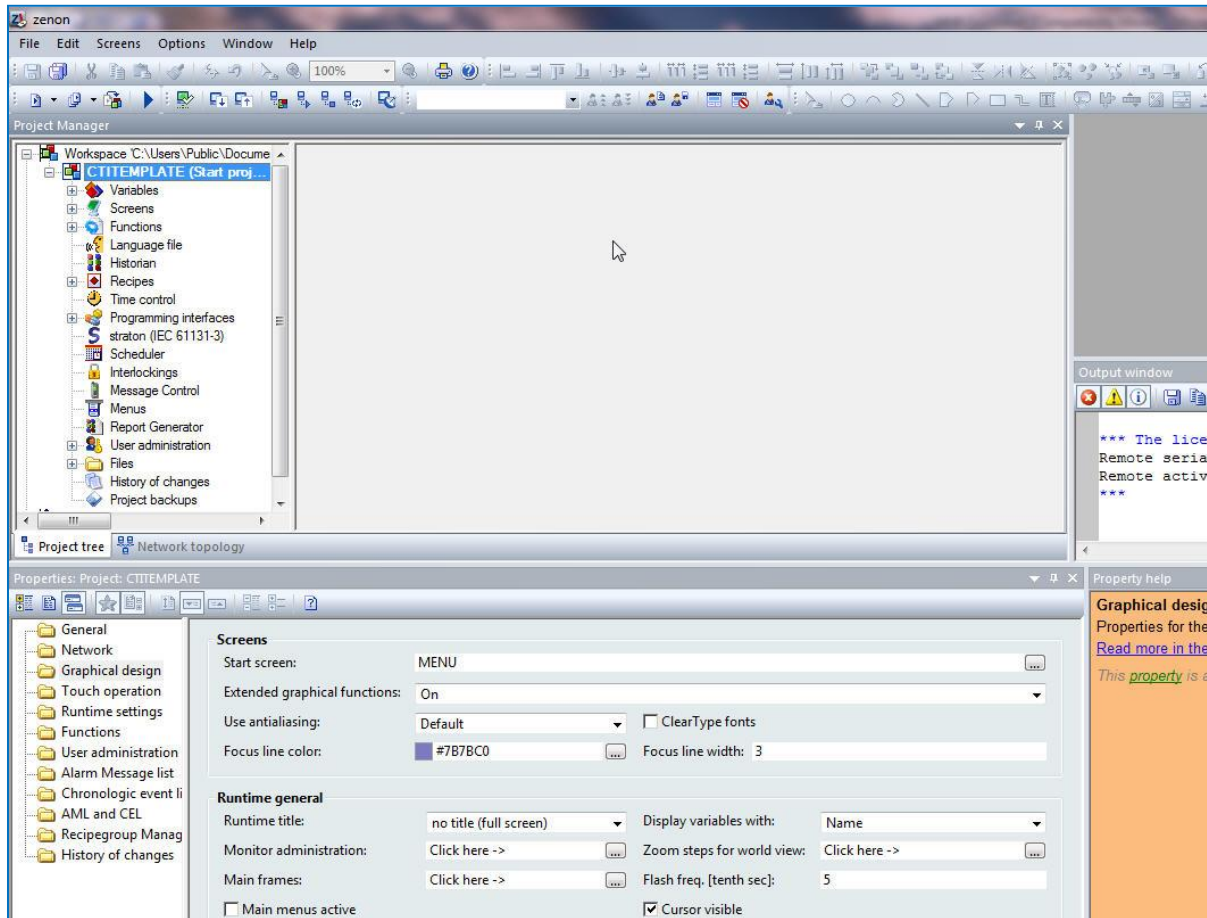 zenon
File Edit Screens Options Window Help
100%
Project Manager
Workspace 'C:\Users\Public\Docume
CTITEMPLATE (Start proj...
Variables
Screens
Functions
Language file
Historian
Recipes
Time control
Programming interfaces
straton (IEC 61131-3)
Scheduler
Interlockings
Message Control
Menus
Report Generator
User administration
Files
History of changes
Project backups
Project tree Network topology
Output window
*** The lice
Remote seria
Remote activ
***
Properties: Project: CTITEMPLATE
General
Network
Graphical design
Touch operation
Runtime settings
Functions
User administration
Alarm Message list
Chronologic event li
AML and CEL
Recipegroup Manag
History of changes
Screens
Start screen: MENU ...
Extended graphical functions: On
Use antialiasing: Default ClearType fonts
Focus line color: #7B7BC0 ... Focus line width: 3
Runtime general
Runtime title: no title (full screen) Display variables with: Name
Monitor administration: Click here -> ... Zoom steps for world view: Click here -> ...
Main frames: Click here -> ... Flash freq. [tenth sec]: 5
Main menus active Cursor visible
Property help
Graphical desig
Properties for the
Read more in the
This property is a